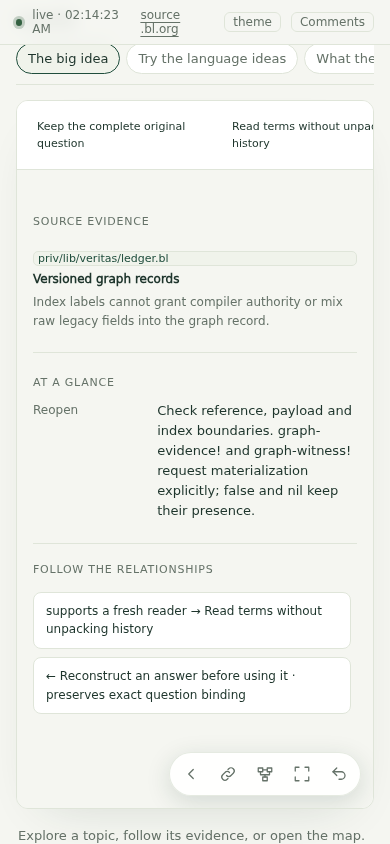 live · 02:14:23 AM
source.bl.org
theme
Comments
The big idea
Try the language ideas
What the
Keep the complete original question
Read terms without unpac
history
SOURCE EVIDENCE
priv/lib/veritas/ledger.bl
Versioned graph records
Index labels cannot grant compiler authority or mix
raw legacy fields into the graph record.
AT A GLANCE
Reopen
Check reference, payload and
index boundaries. graph-
evidence! and graph-witness!
request materialization
explicitly; false and nil keep
their presence.
FOLLOW THE RELATIONSHIPS
supports a fresh reader → Read terms without
unpacking history
← Reconstruct an answer before using it ·
preserves exact question binding
Explore a topic, follow its evidence, or open the map.